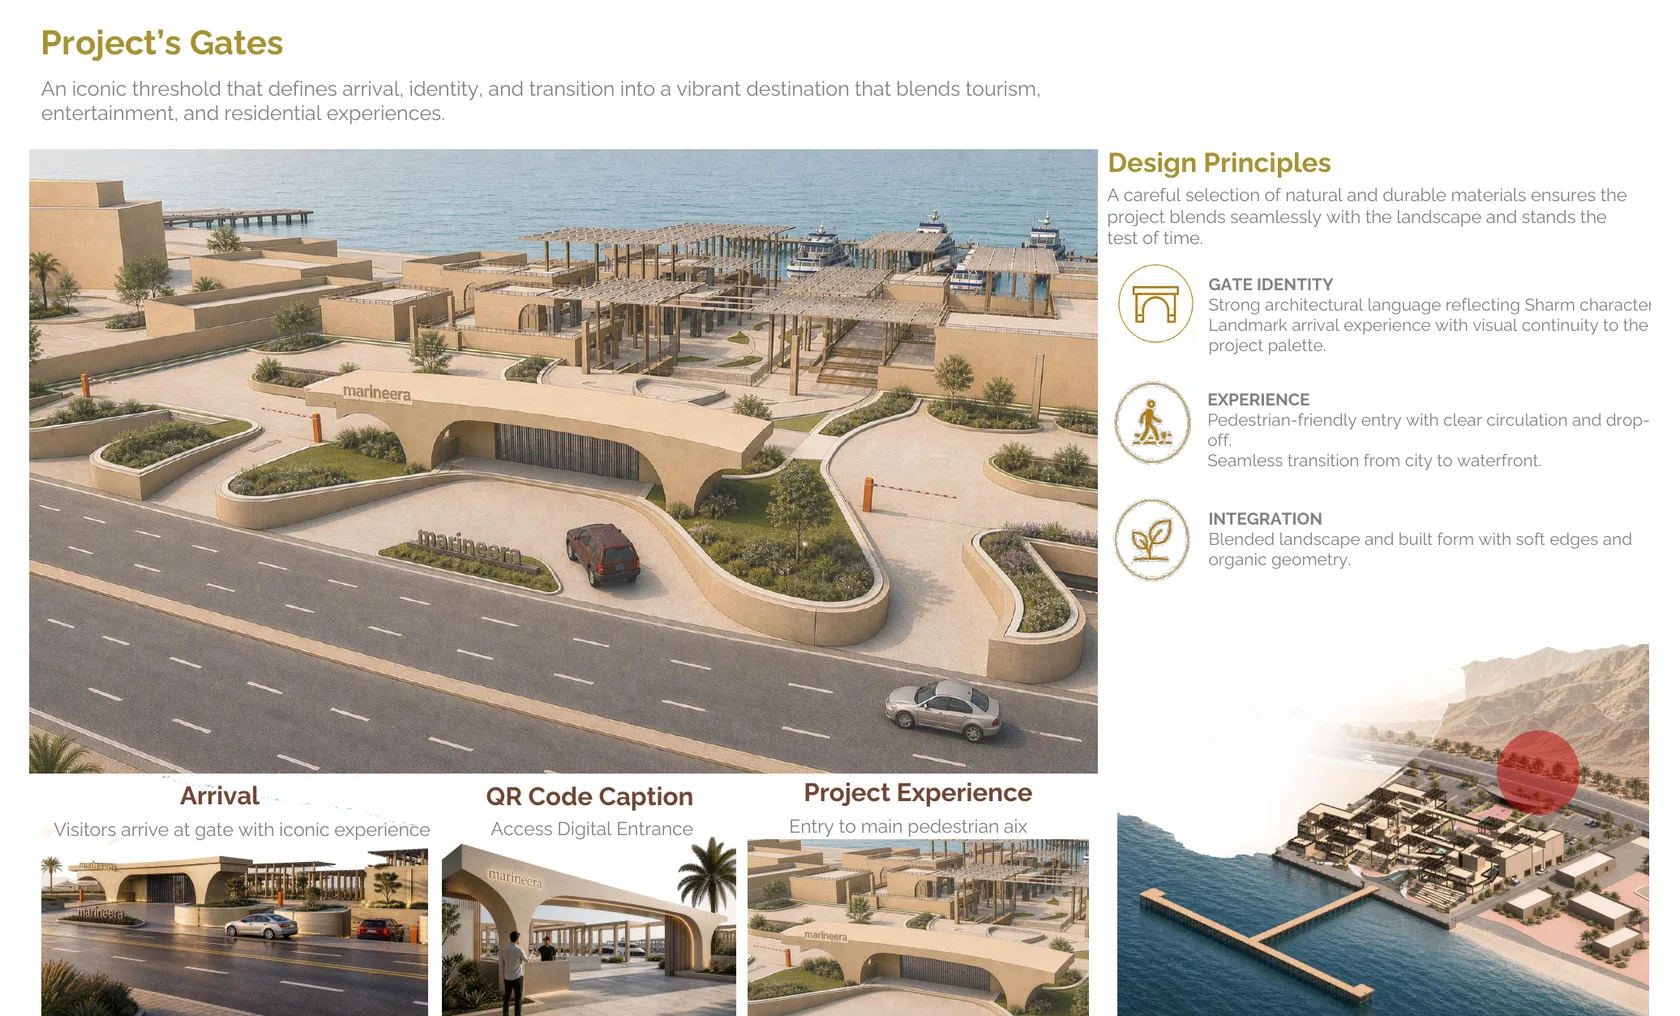 Project's Gates
An iconic threshold that defines arrival, identity, and transition into a vibrant destination that blends tourism,
entertainment, and residential experiences.
marineera
marineera
Design Principles
A careful selection of natural and durable materials ensures the
project blends seamlessly with the landscape and stands the
test of time.
GATE IDENTITY
Strong architectural language reflecting Sharm character
Landmark arrival experience with visual continuity to the
project palette.
EXPERIENCE
Pedestrian-friendly entry with clear circulation and drop-
off.
Seamless transition from city to waterfront.
INTEGRATION
Blended landscape and built form with soft edges and
organic geometry.
Arrival
Visitors arrive at gate with iconic experience
marineera
marineera
QR Code Caption
Access Digital Entrance
marineera
Project Experience
Entry to main pedestrian aix
marineera